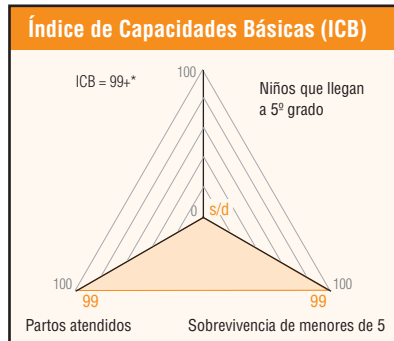 Índice de Capacidades Básicas (ICB)
ICB = 99+*
100
Niños que llegan
a 5º grado
0
s/d
100
100
99
99
Partos atendidos
Sobrevivencia de menores de 5